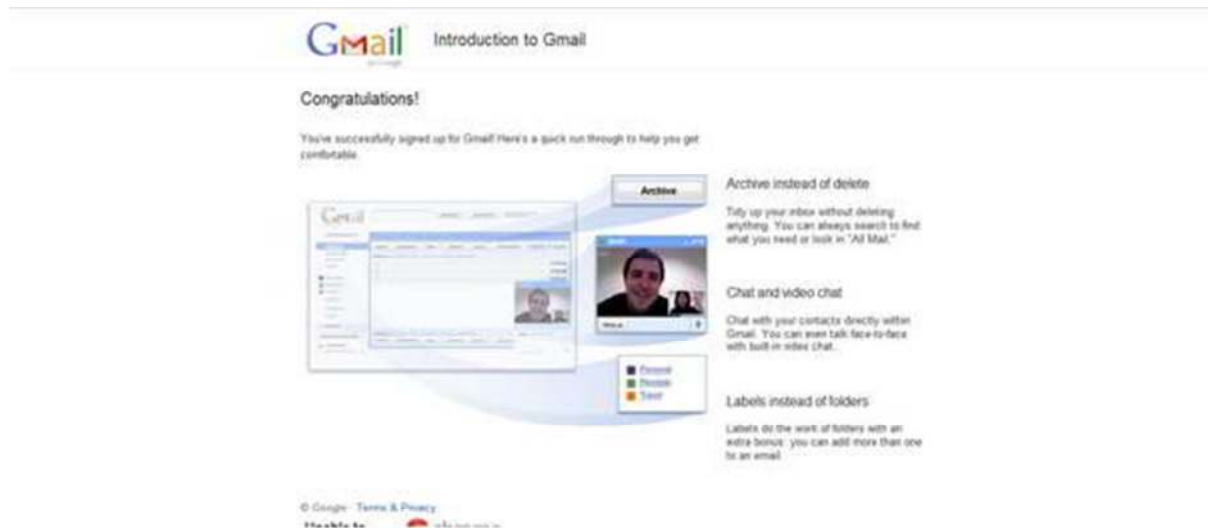 Gmail
by Google
Introduction to Gmail
Congratulations!
You've successfully signed up for Gmail! Here's a quick run through to help you get
comfortable.
Gmail
Archive
Archive instead of delete
Tidy up your inbox without deleting
anything. You can always search to find
what you need or look in "All Mail."
Chat and video chat
Chat with your contacts directly within
Gmail. You can even talk face-to-face
with built-in video chat.
Personal
Travel
Labels instead of folders
Labels do the work of folders with an
extra bonus: you can add more than one
to an email
© Google - Terms & Privacy